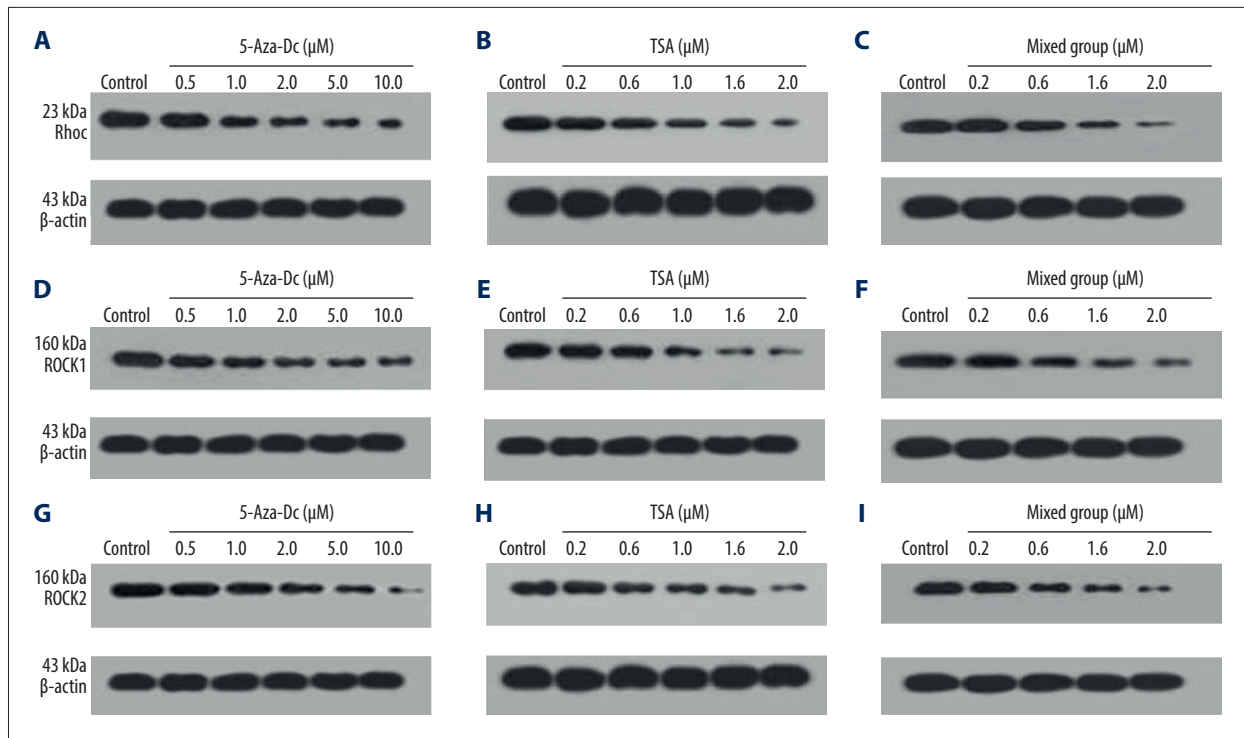 A
5-Aza-Dc (µM)
Control 0.5 1.0 2.0 5.0 10.0
23 kDa
Rhoc
43 kDa
β-actin
B
TSA (µM)
Control 0.2 0.6 1.0 1.6 2.0
C
Mixed group (µM)
Control 0.2 0.6 1.6 2.0
D
5-Aza-Dc (µM)
Control 0.5 1.0 2.0 5.0 10.0
160 kDa
ROCK1
43 kDa
β-actin
E
TSA (µM)
Control 0.2 0.6 1.0 1.6 2.0
F
Mixed group (µM)
Control 0.2 0.6 1.6 2.0
G
5-Aza-Dc (µM)
Control 0.5 1.0 2.0 5.0 10.0
160 kDa
ROCK2
43 kDa
β-actin
H
TSA (µM)
Control 0.2 0.6 1.0 1.6 2.0
I
Mixed group (µM)
Control 0.2 0.6 1.6 2.0